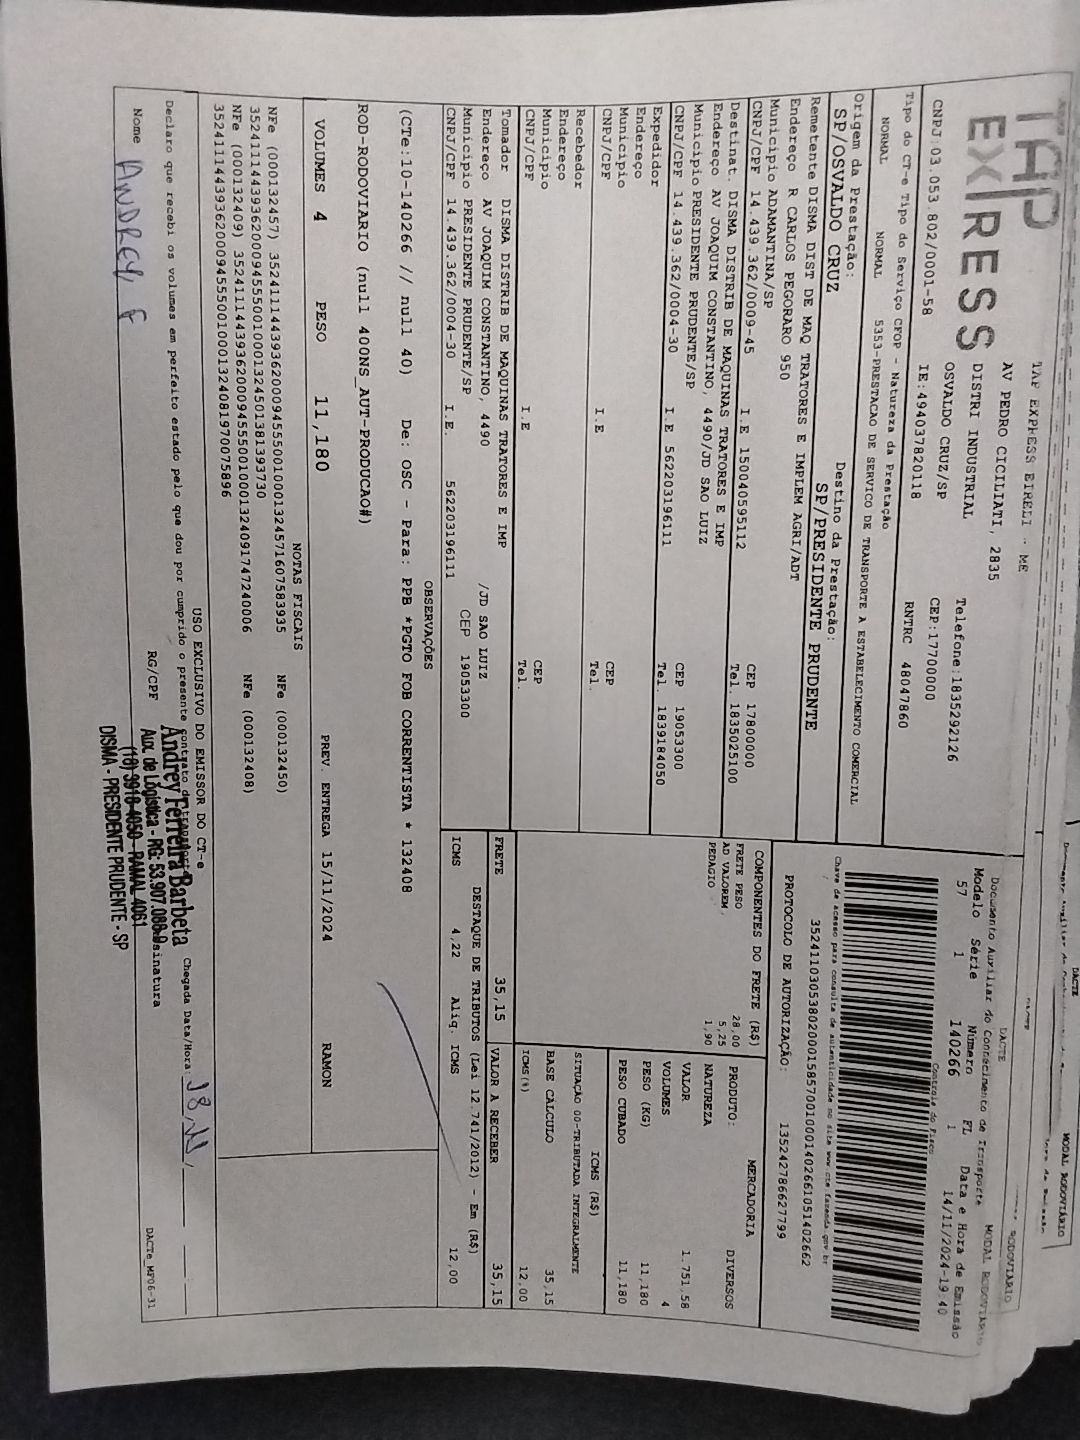 TAP EXPRESS
TAP EXPRESS EIRELI - ME
AV PEDRO CICILIATI, 2835
DISTRI INDUSTRIAL
OSVALDO CRUZ/SP
Telefone:1835292126
CEP:17700000
CNPJ:03.053.802/0001-58
IE:494037820118
RNTRC 48047860
Tipo do CT-e Tipo do Serviço CFOP - Natureza da Prestação
NORMAL NORMAL 5353-PRESTACAO DE SERVICO DE TRANSPORTE A ESTABELECIMENTO COMERCIAL
Origem da Prestação: Destino da Prestação:
SP/OSVALDO CRUZ SP/PRESIDENTE PRUDENTE
Remetente DISMA DIST DE MAQ TRATORES E IMPLEM AGRI/ADT
Endereço R CARLOS PEGORARO 950
Município ADAMANTINA/SP CEP 17800000
CNPJ/CPF 14.439.362/0009-45 I.E 150040595112 Tel. 1835025100
Destinat. DISMA DISTRIB DE MAQUINAS TRATORES E IMP
Endereço AV JOAQUIM CONSTANTINO, 4490/JD SAO LUIZ
Município PRESIDENTE PRUDENTE/SP CEP 19053300
CNPJ/CPF 14.439.362/0004-30 I.E 562203196111 Tel. 1839184050
Expedidor
Endereço
Município CEP
CNPJ/CPF I.E Tel.
Recebedor
Endereço
Município CEP
CNPJ/CPF I.E Tel.
Tomador DISMA DISTRIB DE MAQUINAS TRATORES E IMP
Endereço AV JOAQUIM CONSTANTINO, 4490 /JD SAO LUIZ
Município PRESIDENTE PRUDENTE/SP CEP 19053300
CNPJ/CPF 14.439.362/0004-30 I.E. 562203196111
DACTE
MODAL RODOVIÁRIO
Documento Auxiliar do Conhecimento de Transporte
Modelo Série Número FL Data e Hora de Emissão
57 1 140266 1 14/11/2024-19:40
Controle do Fisco
Chave de acesso para consulta de autenticidade no site www.cte.fazenda.gov.br
35241103053802000158570010001402661051402662
PROTOCOLO DE AUTORIZAÇÃO: 135242786627799
COMPONENTES DO FRETE (R$)
FRETE PESO 28,00
AD VALOREM 5,25
PEDAGIO 1,90
MERCADORIA
PRODUTO: DIVERSOS
NATUREZA
VALOR 1.751,58
VOLUMES 4
PESO (KG) 11,180
PESO CUBADO 11,180
ICMS (R$)
SITUAÇÃO 00-TRIBUTADA INTEGRALMENTE
BASE CALCULO 35,15
ICMS(%) 12,00
FRETE 35,15 VALOR A RECEBER 35,15
DESTAQUE DE TRIBUTOS (Lei 12.741/2012) - Em (R$)
ICMS 4,22 Aliq. ICMS 12,00
OBSERVAÇÕES
(CTe:10-140266 // null 40) De: OSC - Para: PPB *PGTO FOB CORRENTISTA * 132408
ROD-RODOVIARIO (null 400NS_AUT-PRODUCAO#)
VOLUMES 4 PESO 11,180 PREV. ENTREGA 15/11/2024 RAMON
NOTAS FISCAIS
NFe (000132457) 35241114439362000945550010001324571607583935 NFe (000132450)
35241114439362000945550010001324501381393730
NFe (000132409) 35241114439362000945550010001324091747240006 NFe (000132408)
35241114439362000945550010001324081970075896
USO EXCLUSIVO DO EMISSOR DO CT-e
Declaro que recebi os volumes em perfeito estado pelo que dou por cumprido o presente contrato de transporte
Chegada Data/Hora: 18,11,
Nome ANDREY F RG/CPF Assinatura
Andrey Ferreira Barbeta
Aux. de Logística - RG: 53.907.088-9
(18) 3918-4050 - RAMAL 4061
DISMA - PRESIDENTE PRUDENTE - SP
DACTe_MF06-31